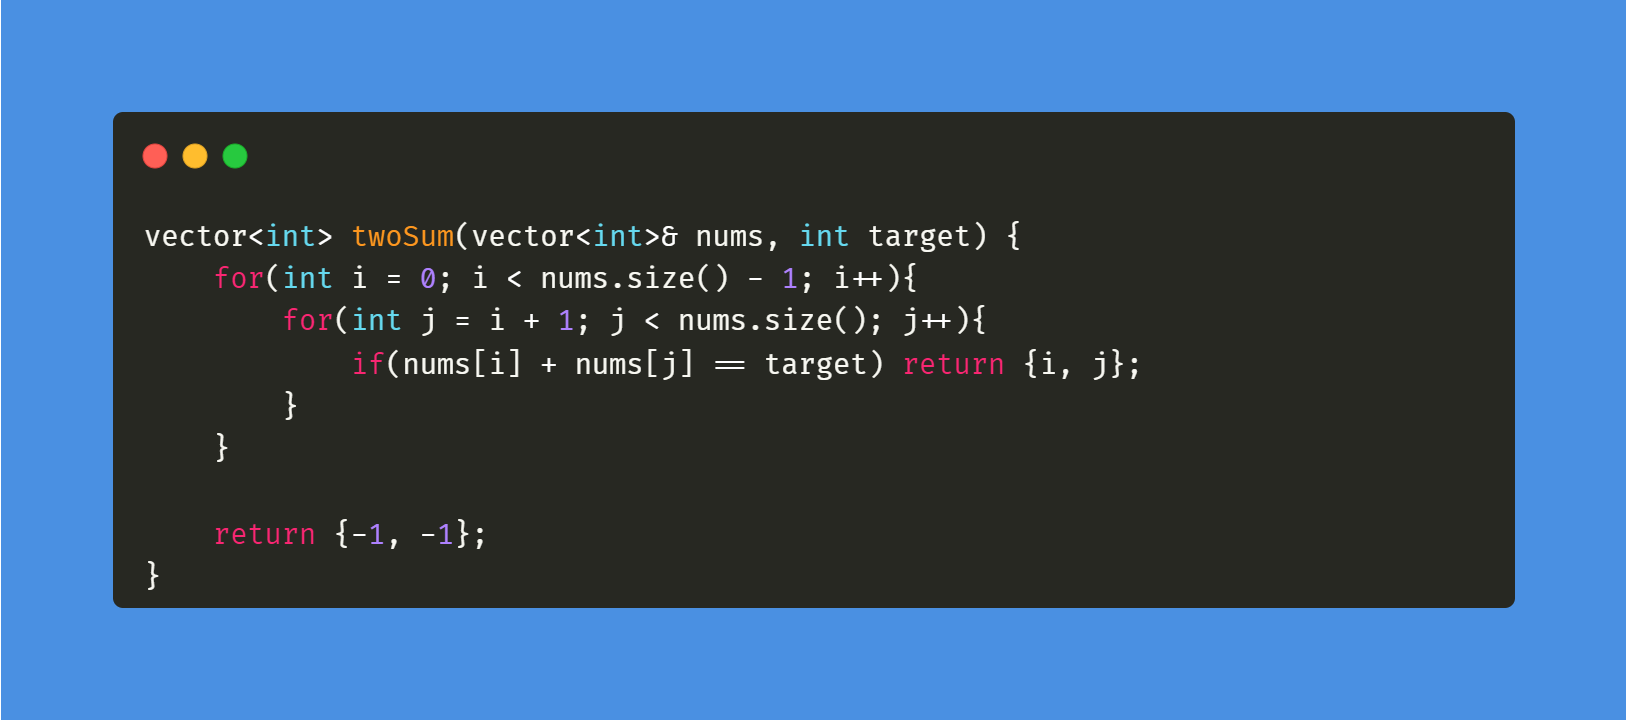 vector<int> twoSum(vector<int>& nums, int target) {
    for(int i = 0; i < nums.size() - 1; i++){
        for(int j = i + 1; j < nums.size(); j++){
            if(nums[i] + nums[j] == target) return {i, j};
        }
    }

    return {-1, -1};
}